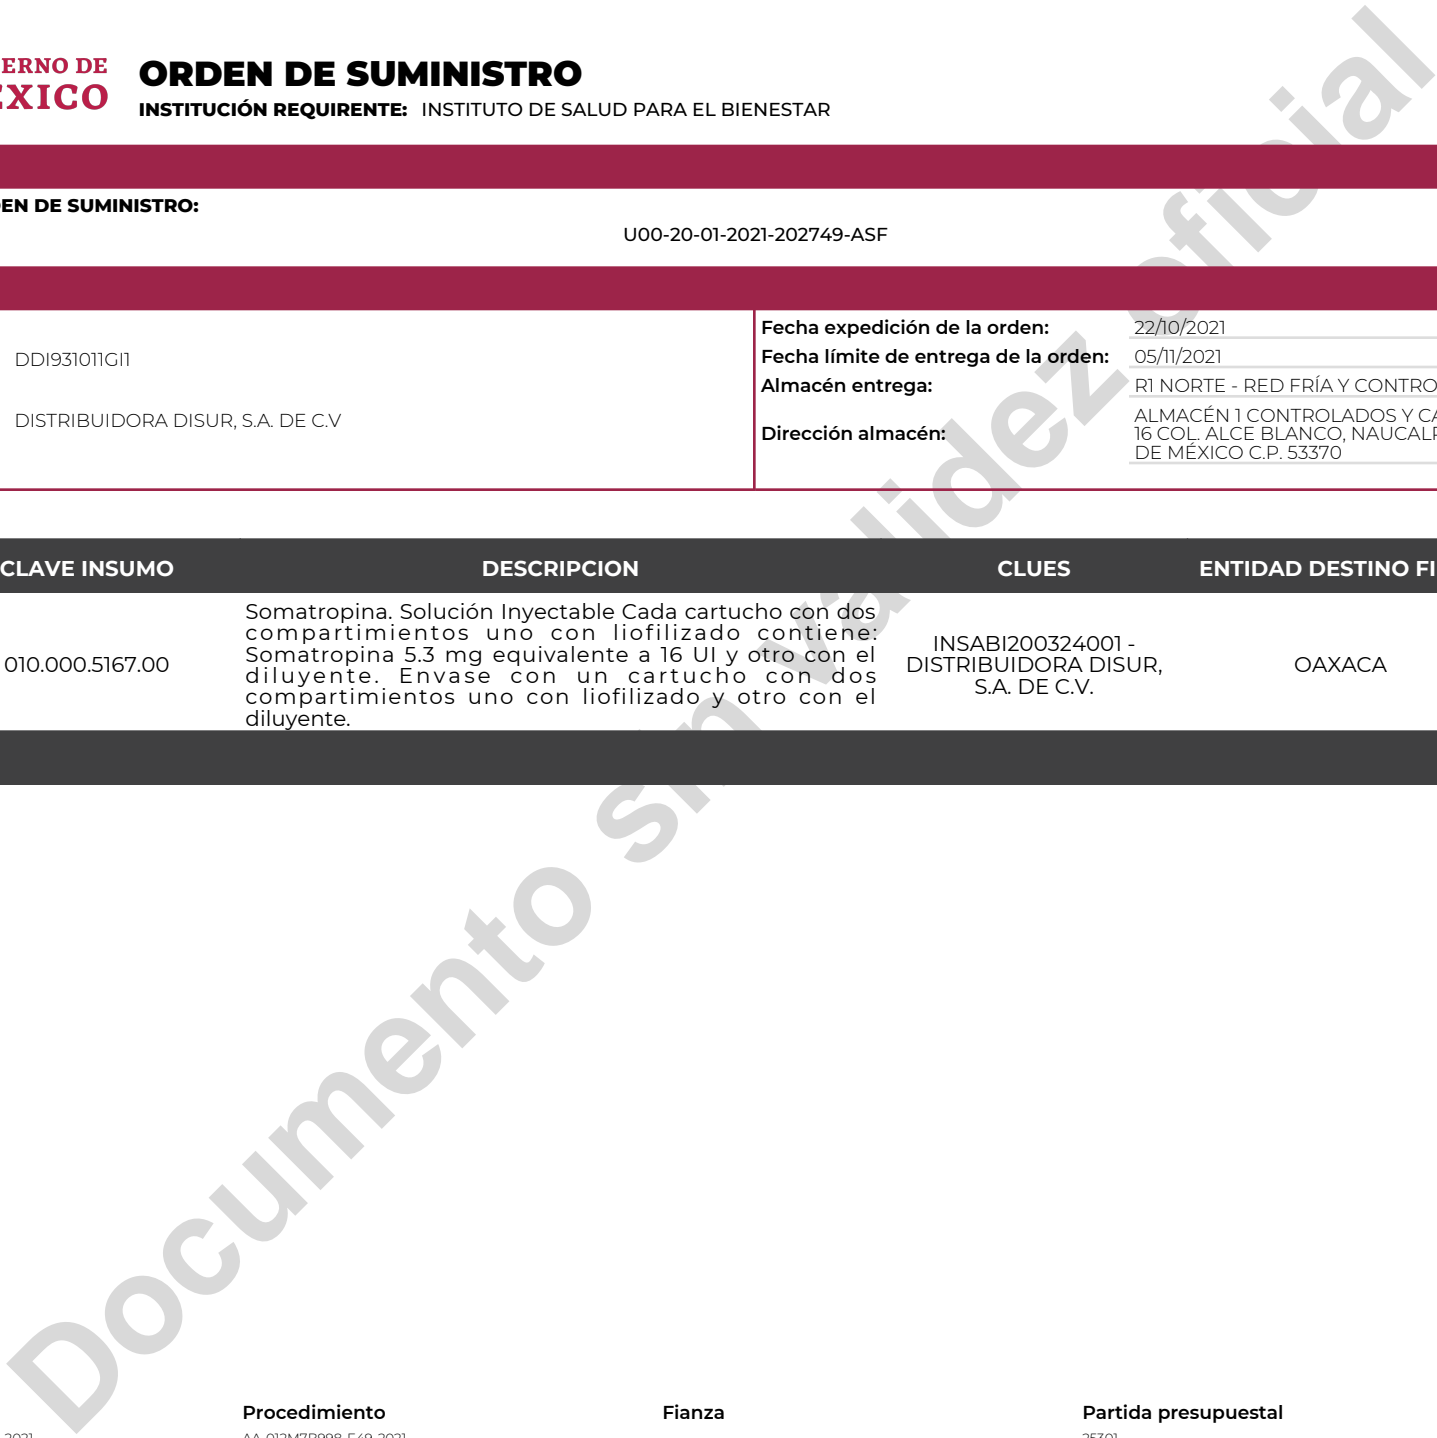 ERNO DE
ÉXICO
ORDEN DE SUMINISTRO
INSTITUCIÓN REQUIRENTE: INSTITUTO DE SALUD PARA EL BIENESTAR
EN DE SUMINISTRO:
U00-20-01-2021-202749-ASF
DDI931011GI1
DISTRIBUIDORA DISUR, S.A. DE C.V
Fecha expedición de la orden: 22/10/2021
Fecha límite de entrega de la orden: 05/11/2021
Almacén entrega: R1 NORTE - RED FRÍA Y CONTRO
Dirección almacén:
ALMACÉN 1 CONTROLADOS Y CA
16 COL. ALCE BLANCO, NAUCALP
DE MÉXICO C.P. 53370
CLAVE INSUMO DESCRIPCION CLUES ENTIDAD DESTINO FI
010.000.5167.00
Somatropina. Solución Inyectable Cada cartucho con dos
compartimientos uno con liofilizado contiene:
Somatropina 5.3 mg equivalente a 16 UI y otro con el
diluyente. Envase con un cartucho con dos
compartimientos uno con liofilizado y otro con el
diluyente.
INSABI200324001 -
DISTRIBUIDORA DISUR,
S.A. DE C.V.
OAXACA
Documento sin validez oficial
Procedimiento Fianza Partida presupuestal